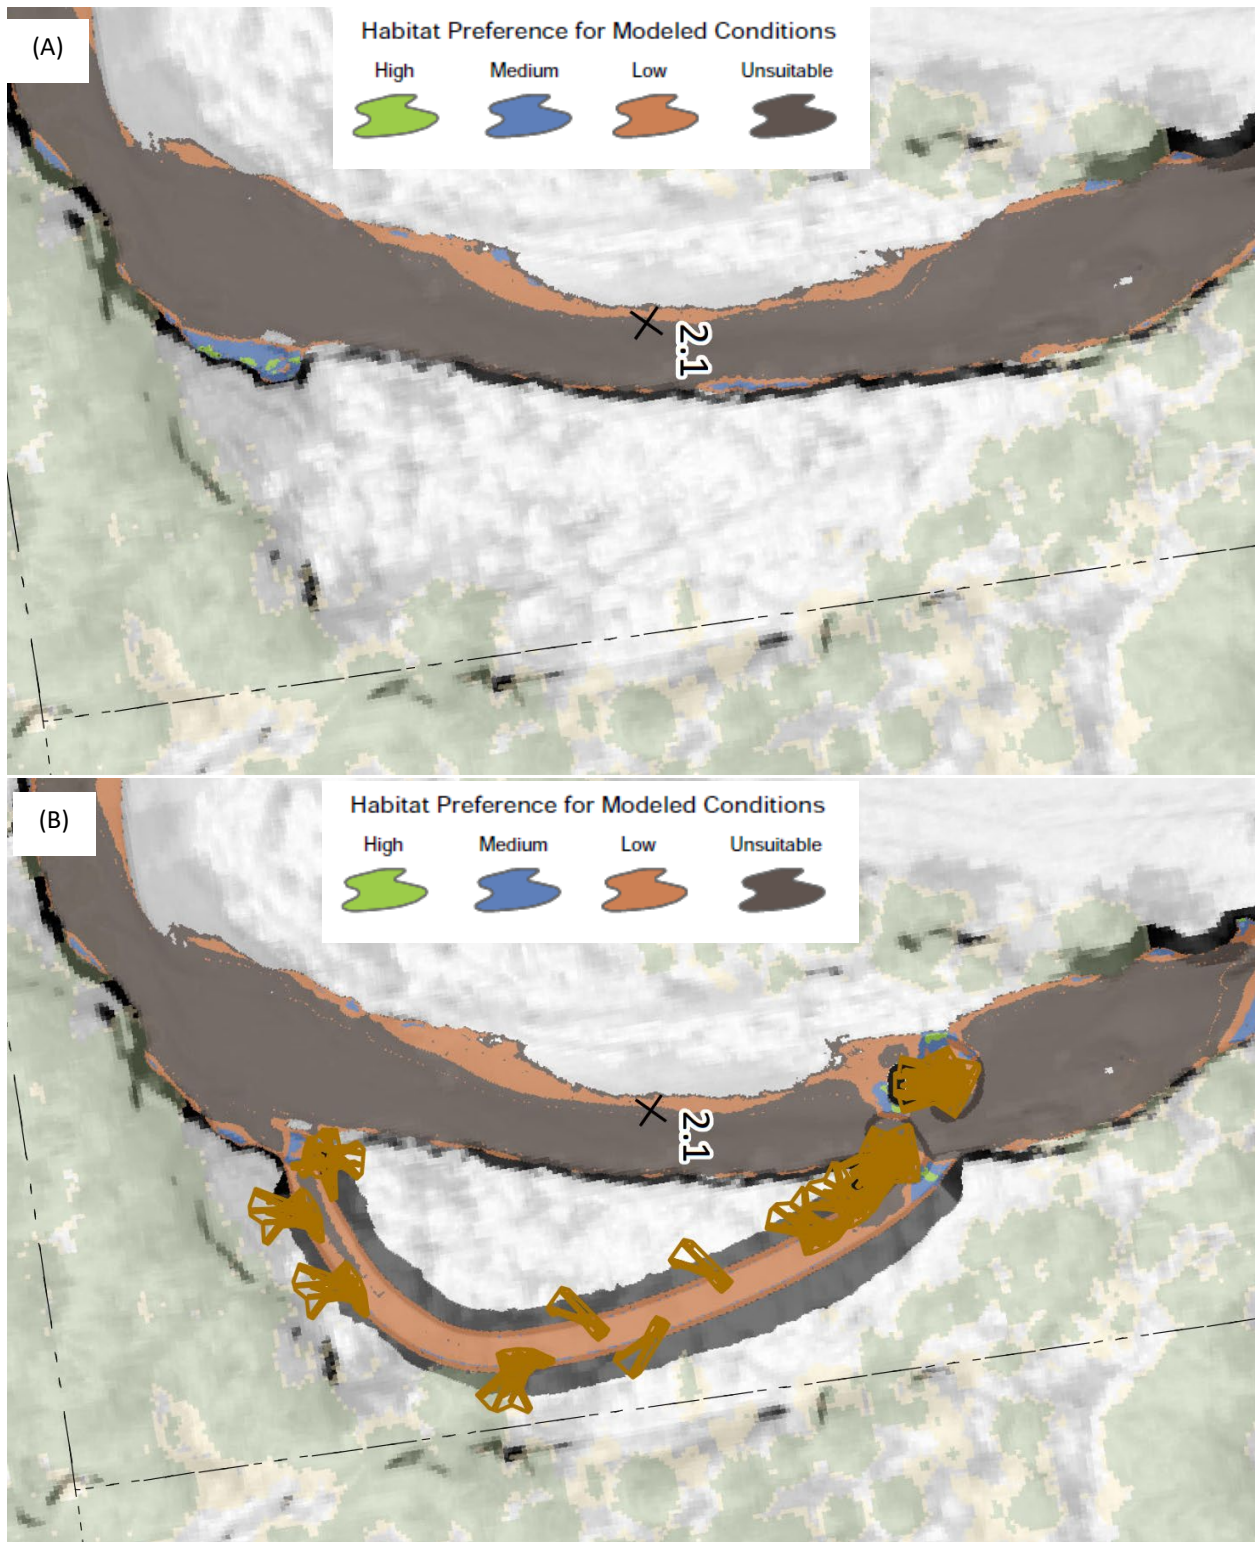 (A)
Habitat Preference for Modeled Conditions
High Medium Low Unsuitable
2.1
(B)
Habitat Preference for Modeled Conditions
High Medium Low Unsuitable
2.1